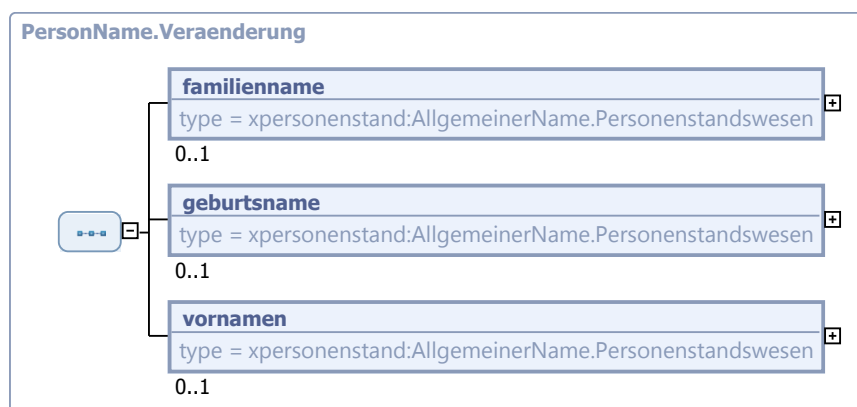 PersonName.Veraenderung
familienname
type = xpersonenstand:AllgemeinerName.Personenstandswesen
0..1
geburtsname
type = xpersonenstand:AllgemeinerName.Personenstandswesen
0..1
vornamen
type = xpersonenstand:AllgemeinerName.Personenstandswesen
0..1